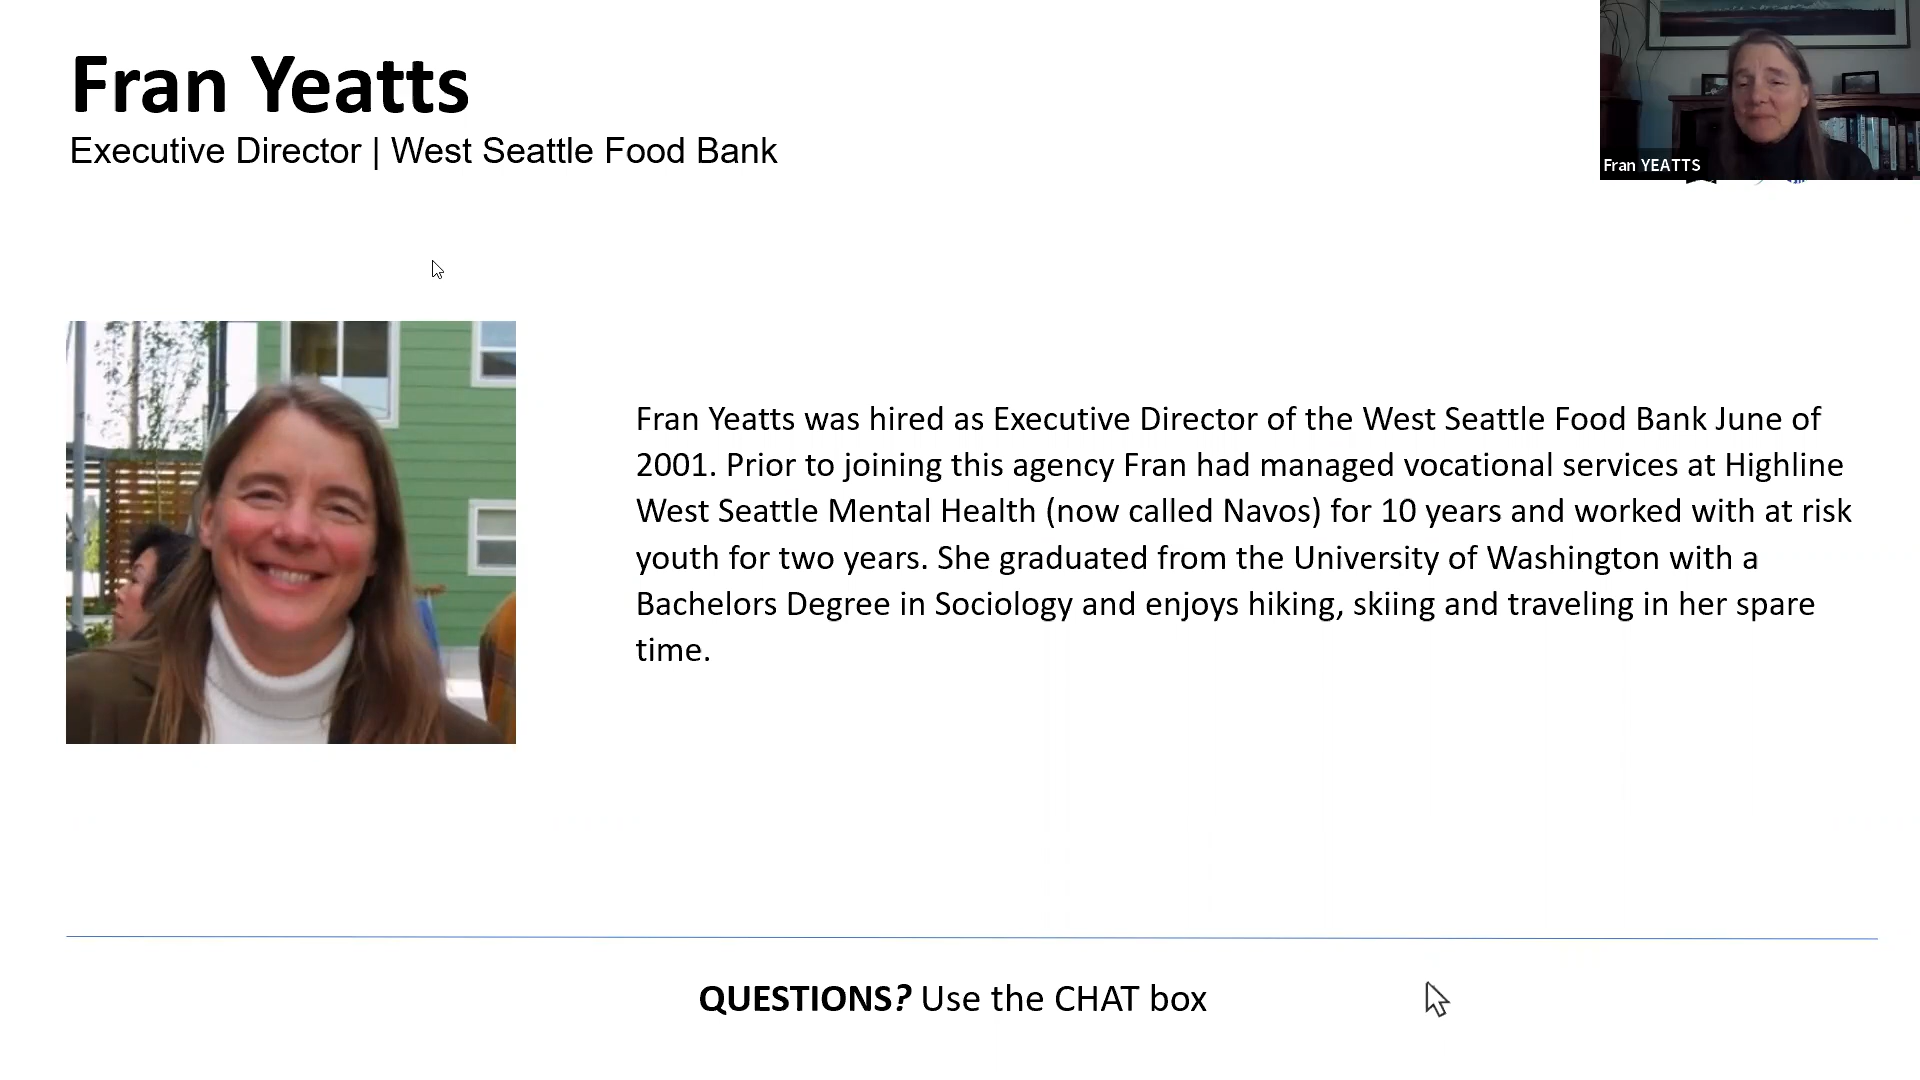 Fran Yeatts
Executive Director | West Seattle Food Bank
Fran YEATTS
Fran Yeatts was hired as Executive Director of the West Seattle Food Bank June of
2001. Prior to joining this agency Fran had managed vocational services at Highline
West Seattle Mental Health (now called Navos) for 10 years and worked with at risk
youth for two years. She graduated from the University of Washington with a
Bachelors Degree in Sociology and enjoys hiking, skiing and traveling in her spare
time.
QUESTIONS? Use the CHAT box